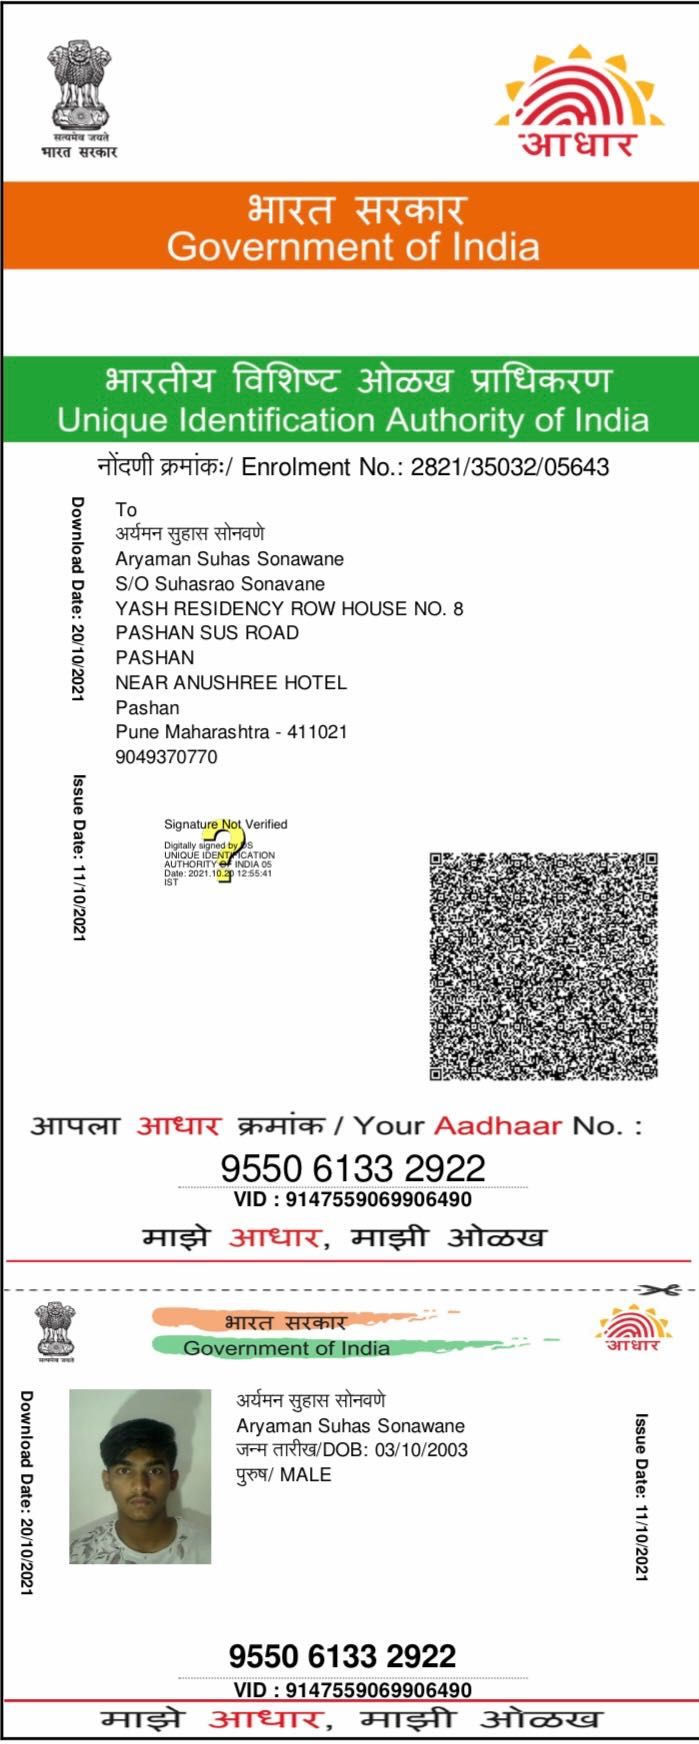 सत्यमेव जयते
भारत सरकार
आधार
भारत सरकार
Government of India
भारतीय विशिष्ट ओळख प्राधिकरण
Unique Identification Authority of India
नोंदणी क्रमांकः/ Enrolment No.: 2821/35032/05643
Download Date: 20/10/2021
Issue Date: 11/10/2021
To
अर्यमन सुहास सोनवणे
Aryaman Suhas Sonawane
S/O Suhasrao Sonavane
YASH RESIDENCY ROW HOUSE NO. 8
PASHAN SUS ROAD
PASHAN
NEAR ANUSHREE HOTEL
Pashan
Pune Maharashtra - 411021
9049370770
Signature Not Verified
Digitally signed by DS
UNIQUE IDENTIFICATION
AUTHORITY OF INDIA 05
Date: 2021.10.20 12:55:41
IST
आपला आधार क्रमांक / Your Aadhaar No. :
9550 6133 2922
VID : 9147559069906490
माझे आधार, माझी ओळख
सत्यमेव जयते
भारत सरकार
Government of India
आधार
Download Date: 20/10/2021
अर्यमन सुहास सोनवणे
Aryaman Suhas Sonawane
जन्म तारीख/DOB: 03/10/2003
पुरुष/ MALE
Issue Date: 11/10/2021
9550 6133 2922
VID : 9147559069906490
माझे आधार, माझी ओळख